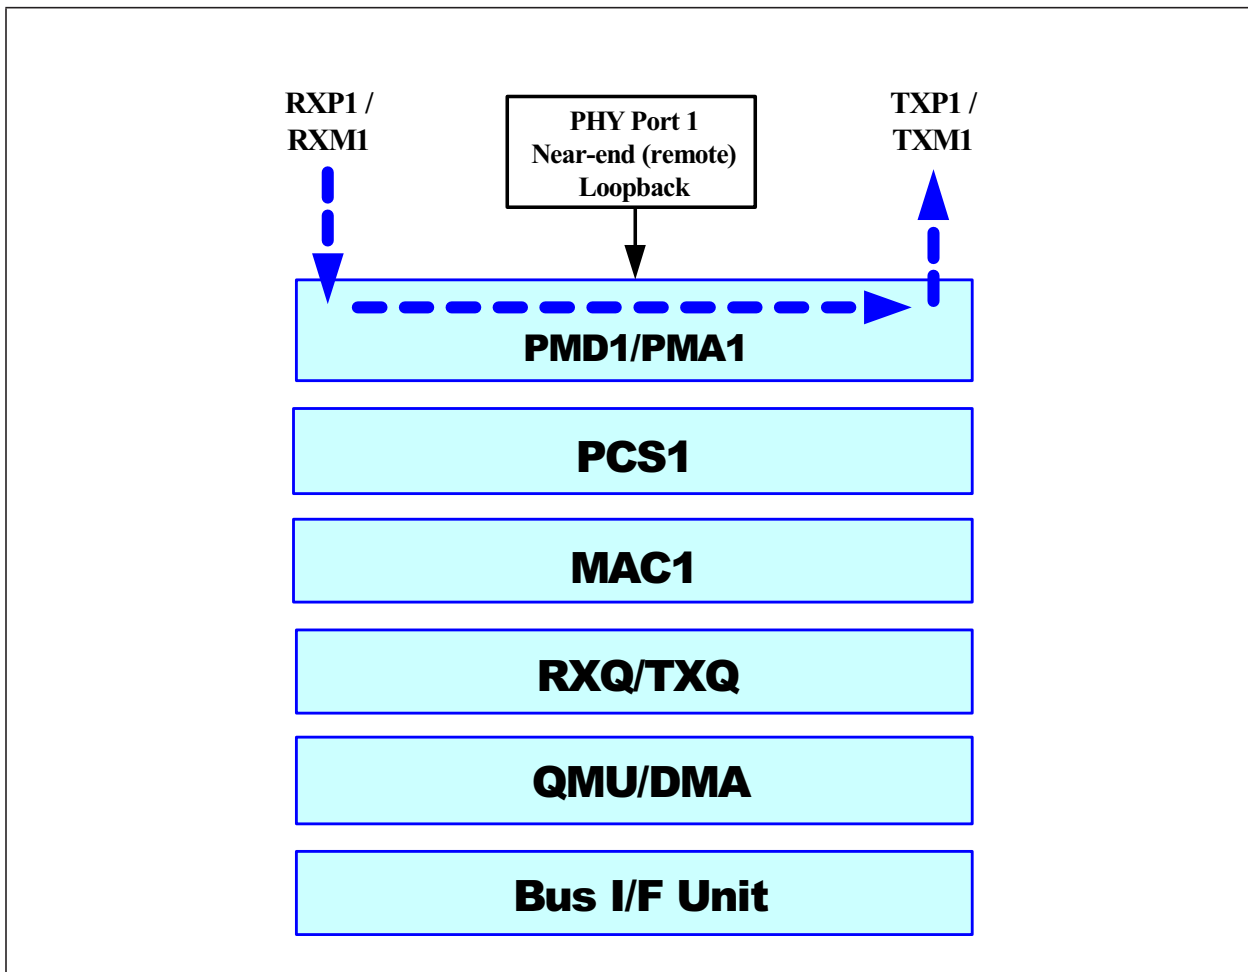 RXP1 /
RXM1
PHY Port 1
Near-end (remote)
Loopback
TXP1 /
TXM1
PMD1/PMA1
PCS1
MAC1
RXQ/TXQ
QMU/DMA
Bus I/F Unit